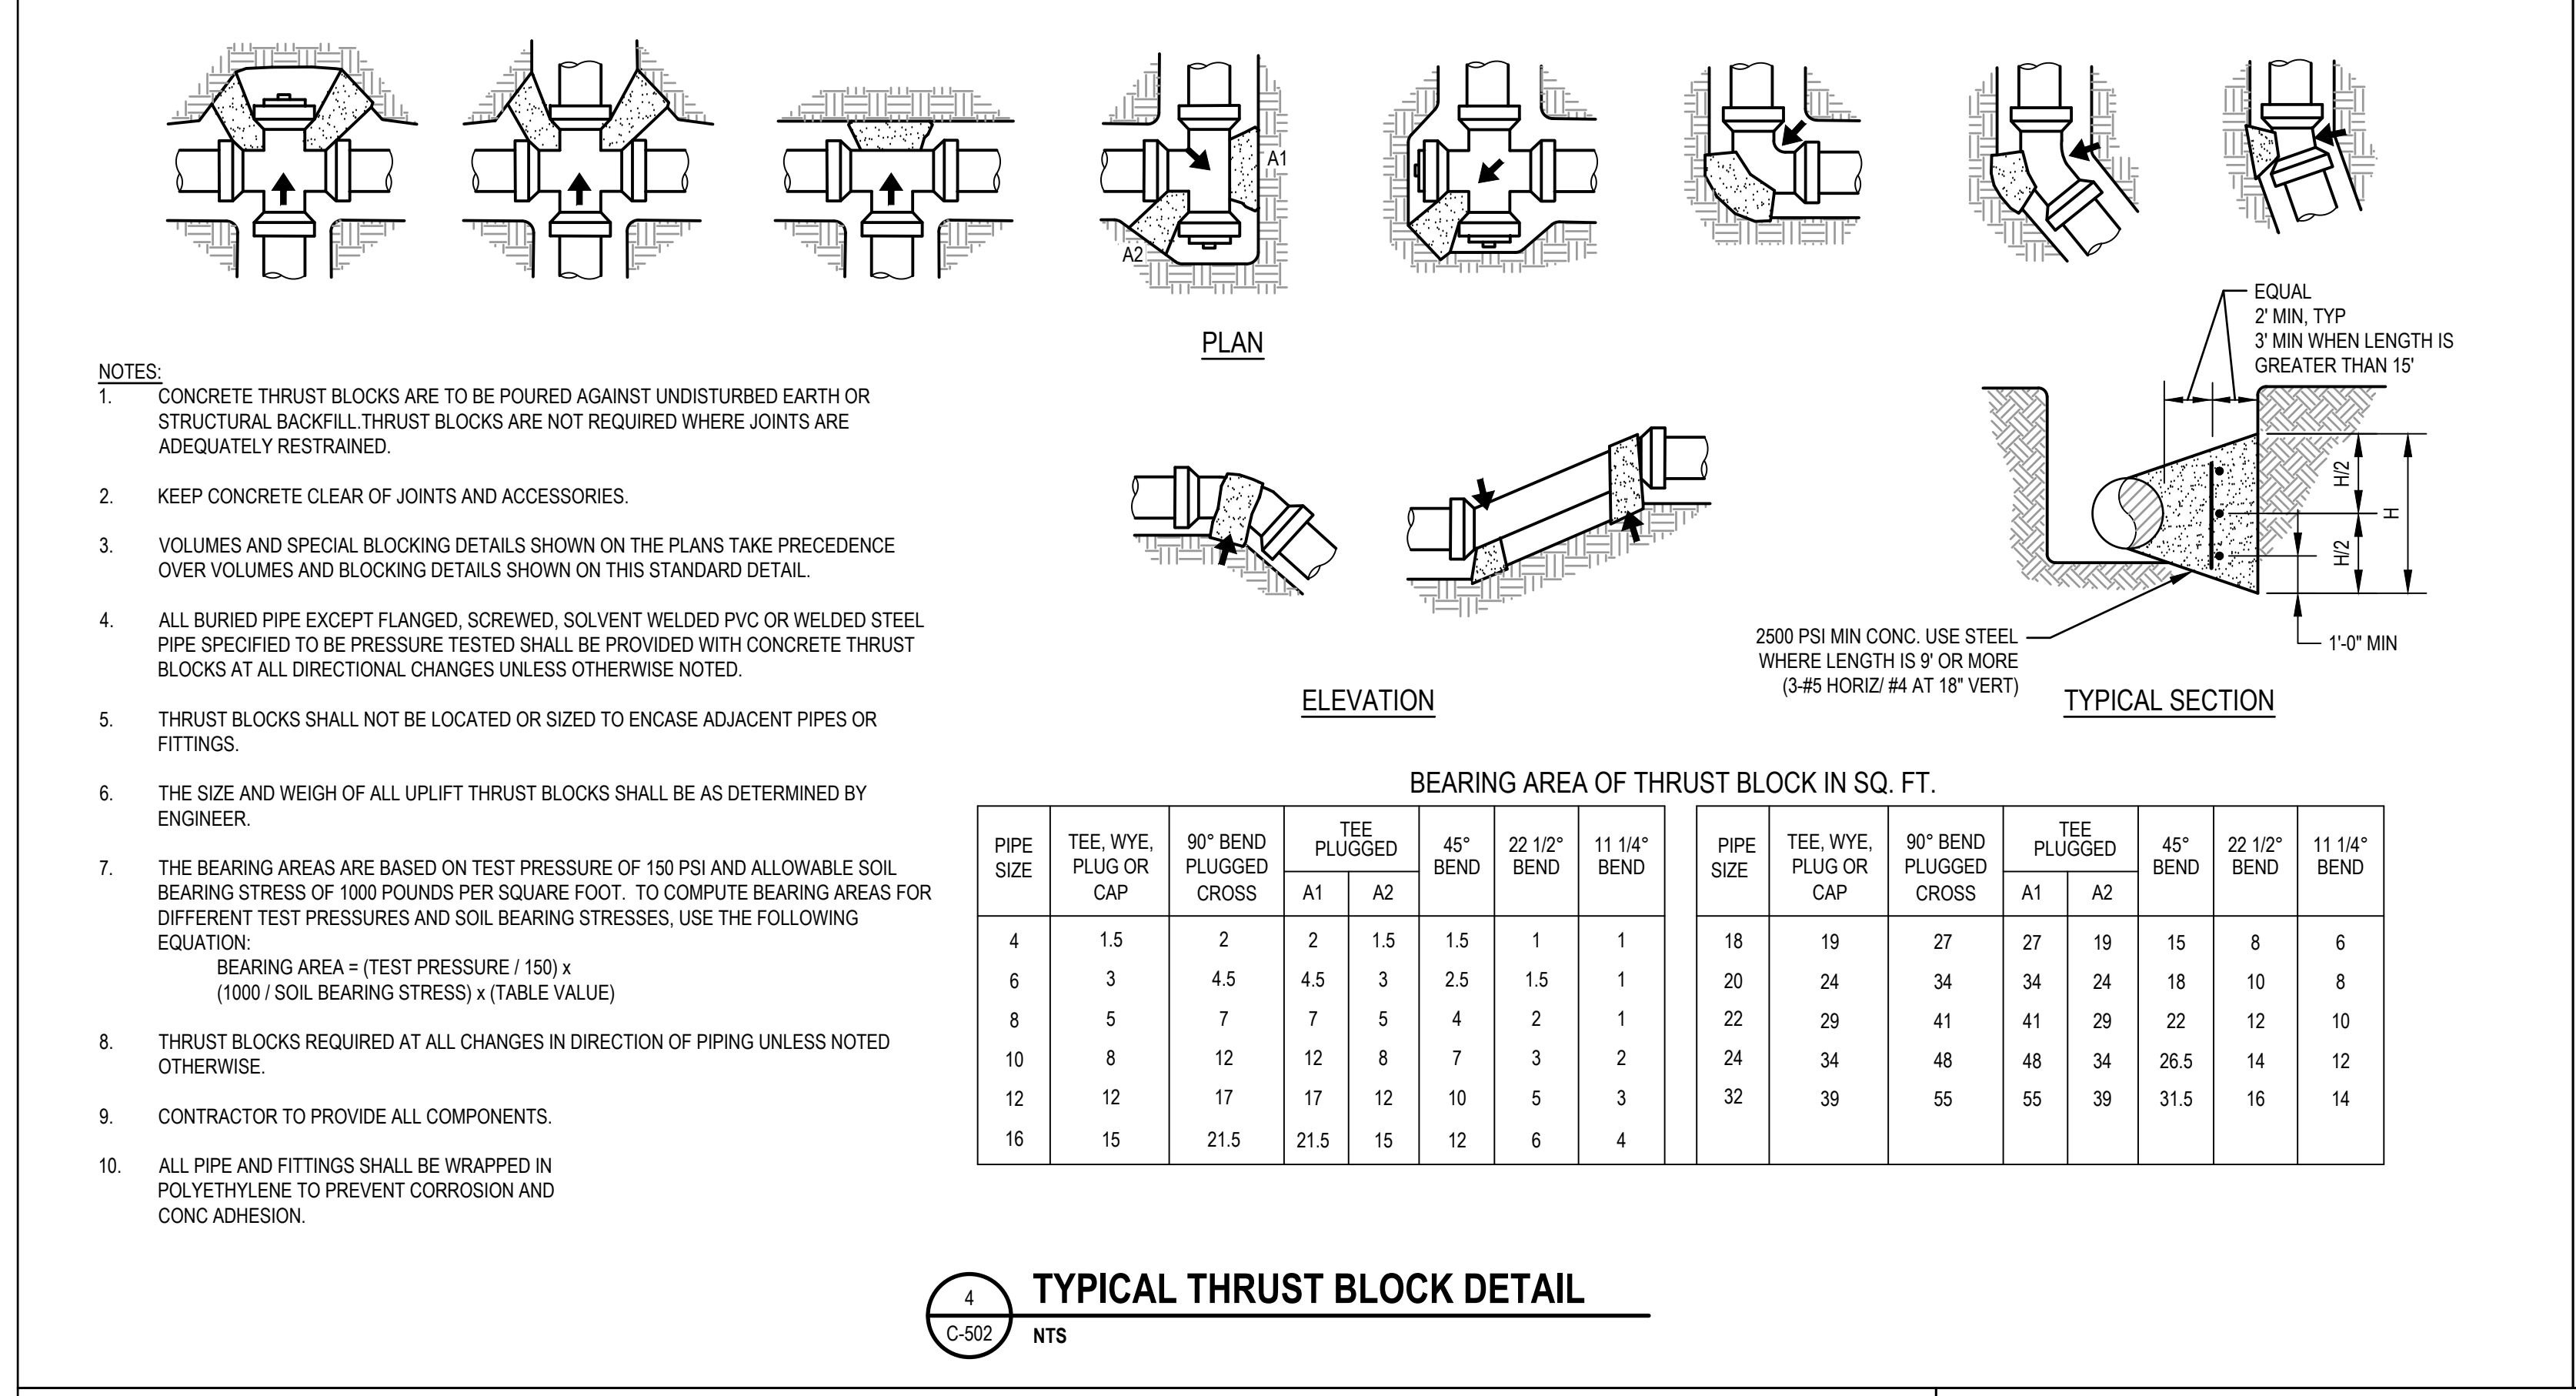 A1
A2
PLAN
NOTES:
1. CONCRETE THRUST BLOCKS ARE TO BE POURED AGAINST UNDISTURBED EARTH OR
STRUCTURAL BACKFILL.THRUST BLOCKS ARE NOT REQUIRED WHERE JOINTS ARE
ADEQUATELY RESTRAINED.
2. KEEP CONCRETE CLEAR OF JOINTS AND ACCESSORIES.
3. VOLUMES AND SPECIAL BLOCKING DETAILS SHOWN ON THE PLANS TAKE PRECEDENCE
OVER VOLUMES AND BLOCKING DETAILS SHOWN ON THIS STANDARD DETAIL.
4. ALL BURIED PIPE EXCEPT FLANGED, SCREWED, SOLVENT WELDED PVC OR WELDED STEEL
PIPE SPECIFIED TO BE PRESSURE TESTED SHALL BE PROVIDED WITH CONCRETE THRUST
BLOCKS AT ALL DIRECTIONAL CHANGES UNLESS OTHERWISE NOTED.
5. THRUST BLOCKS SHALL NOT BE LOCATED OR SIZED TO ENCASE ADJACENT PIPES OR
FITTINGS.
6. THE SIZE AND WEIGH OF ALL UPLIFT THRUST BLOCKS SHALL BE AS DETERMINED BY
ENGINEER.
7. THE BEARING AREAS ARE BASED ON TEST PRESSURE OF 150 PSI AND ALLOWABLE SOIL
BEARING STRESS OF 1000 POUNDS PER SQUARE FOOT. TO COMPUTE BEARING AREAS FOR
DIFFERENT TEST PRESSURES AND SOIL BEARING STRESSES, USE THE FOLLOWING
EQUATION:
BEARING AREA = (TEST PRESSURE / 150) x
(1000 / SOIL BEARING STRESS) x (TABLE VALUE)
8. THRUST BLOCKS REQUIRED AT ALL CHANGES IN DIRECTION OF PIPING UNLESS NOTED
OTHERWISE.
9. CONTRACTOR TO PROVIDE ALL COMPONENTS.
10. ALL PIPE AND FITTINGS SHALL BE WRAPPED IN
POLYETHYLENE TO PREVENT CORROSION AND
CONC ADHESION.
EQUAL
2' MIN, TYP
3' MIN WHEN LENGTH IS
GREATER THAN 15'
H/2
H/2
H
1'-0" MIN
2500 PSI MIN CONC. USE STEEL
WHERE LENGTH IS 9' OR MORE
(3-#5 HORIZ/ #4 AT 18" VERT)
ELEVATION
TYPICAL SECTION
BEARING AREA OF THRUST BLOCK IN SQ. FT.
PIPE SIZE TEE, WYE, PLUG OR CAP 90° BEND PLUGGED CROSS TEE PLUGGED A1 A2 45° BEND 22 1/2° BEND 11 1/4° BEND
4 1.5 2 2 1.5 1.5 1 1
6 3 4.5 4.5 3 2.5 1.5 1
8 5 7 7 5 4 2 1
10 8 12 12 8 7 3 2
12 12 17 17 12 10 5 3
16 15 21.5 21.5 15 12 6 4
PIPE SIZE TEE, WYE, PLUG OR CAP 90° BEND PLUGGED CROSS TEE PLUGGED A1 A2 45° BEND 22 1/2° BEND 11 1/4° BEND
18 19 27 27 19 15 8 6
20 24 34 34 24 18 10 8
22 29 41 41 29 22 12 10
24 34 48 48 34 26.5 14 12
32 39 55 55 39 31.5 16 14
4
C-502
TYPICAL THRUST BLOCK DETAIL
NTS